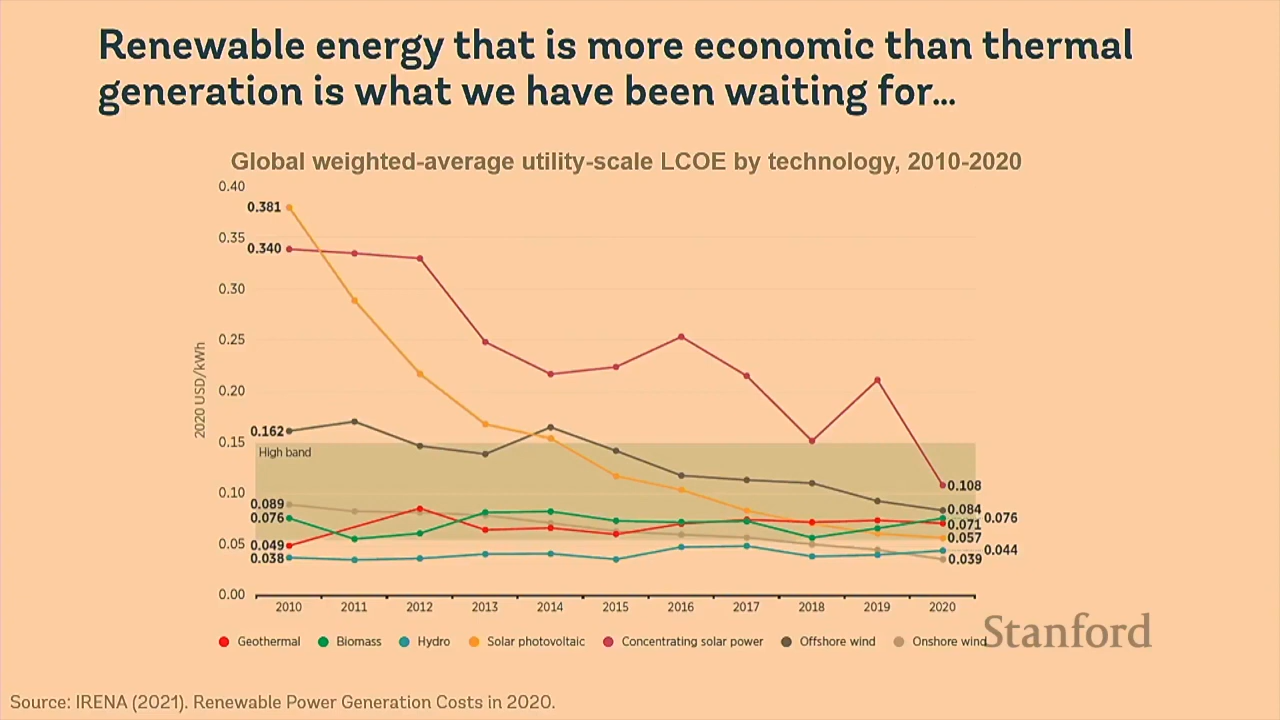 Renewable energy that is more economic than thermal
generation is what we have been waiting for...
Global weighted-average utility-scale LCOE by technology, 2010-2020
0.40
0.381
0.35
0.340
0.30
0.25
0.20
2020 USD/kWh
0.162
0.15
High band
0.108
0.10
0.089
0.084
0.076
0.076
0.071
0.05
0.057
0.049
0.044
0.038
0.039
0.00
2010 2011 2012 2013 2014 2015 2016 2017 2018 2019 2020
Geothermal Biomass Hydro Solar photovoltaic Concentrating solar power Offshore wind Onshore wind
Stanford
Source: IRENA (2021). Renewable Power Generation Costs in 2020.